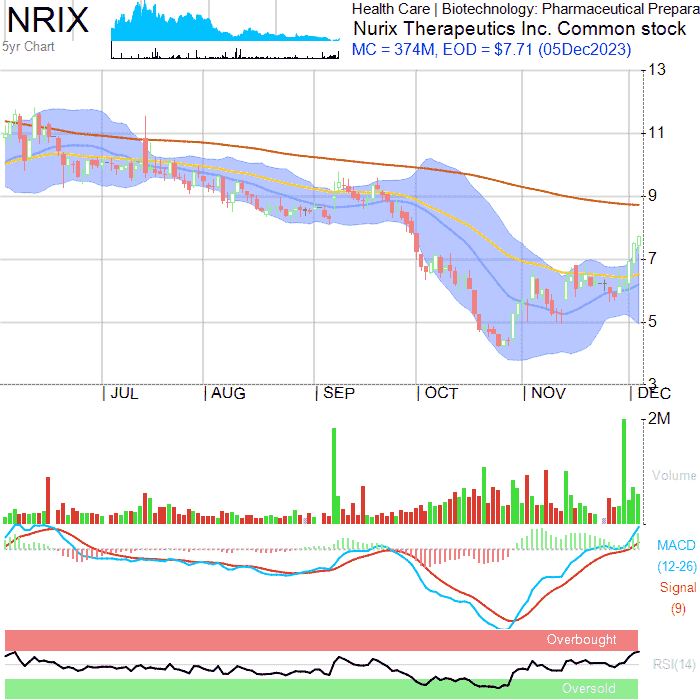 NRIX
5yr Chart
Health Care | Biotechnology: Pharmaceutical Prepara
Nurix Therapeutics Inc. Common stock
MC = 374M, EOD = $7.71 (05Dec2023)
13
11
9
7
5
3
JUL
AUG
SEP
OCT
NOV
DEC
2M
Volume
MACD
(12-26)
Signal
(9)
Overbought
RSI(14)
Oversold